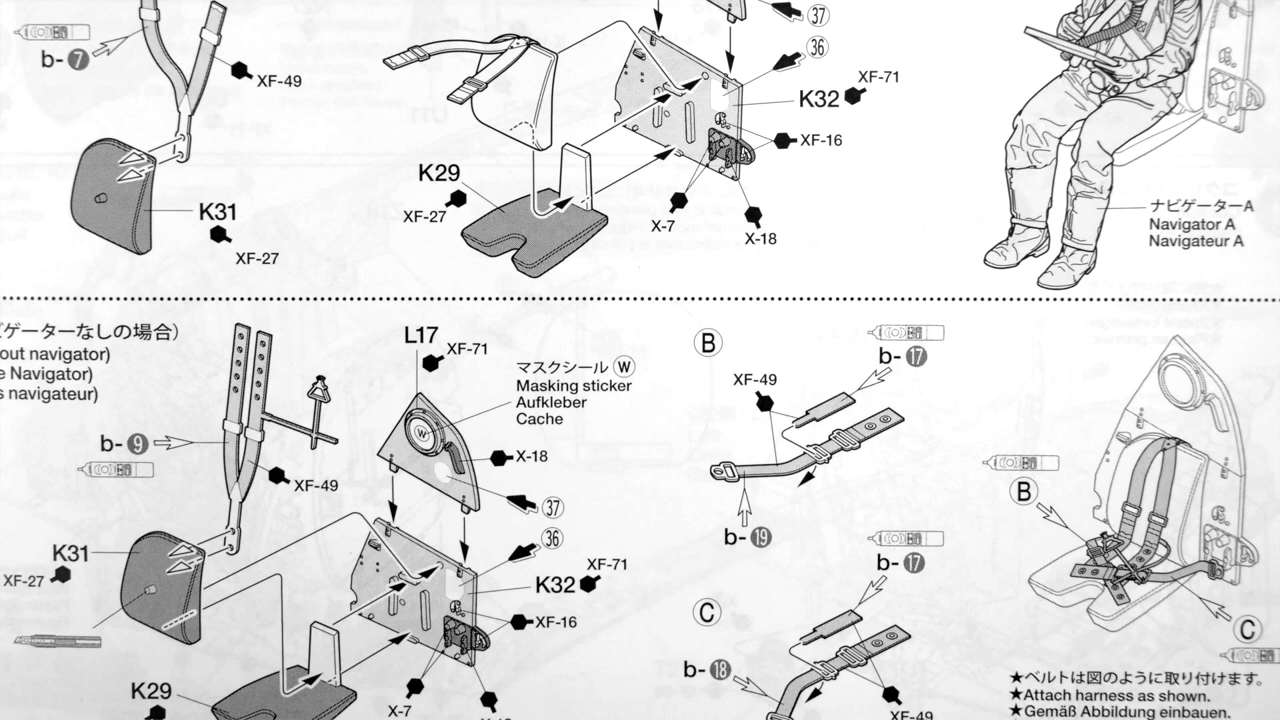 b-7
XF-49
K31
XF-27
37
36
XF-71
K32
XF-16
K29
XF-27
X-7
X-18
ナビゲーターA
Navigator A
Navigateur A
ゲーターなしの場合)
out navigator)
e Navigator)
s navigateur)
b-9
XF-49
K31
XF-27
L17
XF-71
マスクシール W
Masking sticker
Aufkleber
Cache
W
X-18
37
36
XF-71
K32
XF-16
K29
X-7
B
b-17
XF-49
b-19
C
b-17
b-18
XF-49
B
C
★ベルトは図のように取り付けます。
★Attach harness as shown.
★Gemäß Abbildung einbauen.